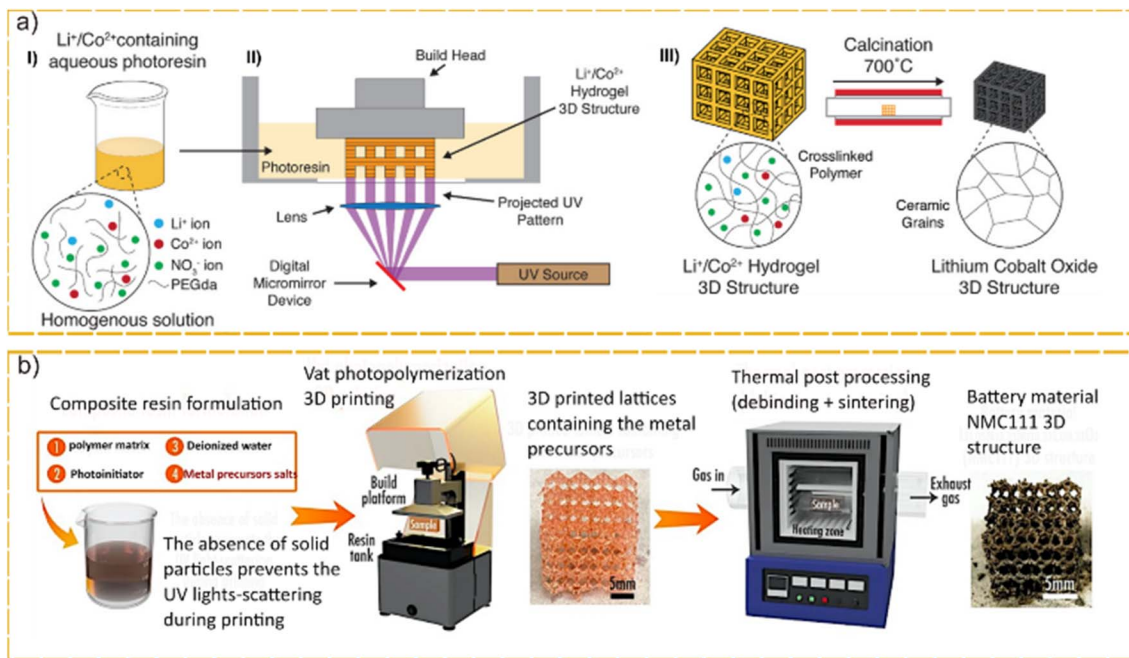 a)
Li⁺/Co²⁺containing
aqueous photoresin
I)
Homogenous solution
Li⁺ ion
Co²⁺ ion
NO₃⁻ ion
PEGda
II)
Build Head
Li⁺/Co²⁺
Hydrogel
3D Structure
Photoresin
Lens
Projected UV
Pattern
Digital
Micromirror
Device
UV Source
III)
Calcination
700˚C
Crosslinked
Polymer
Ceramic
Grains
Li⁺/Co²⁺ Hydrogel
3D Structure
Lithium Cobalt Oxide
3D Structure
b)
Composite resin formulation
1 polymer matrix
3 Deionized water
2 Photoinitiator
4 Metal precursors salts
The absence of solid
particles prevents the
UV lights-scattering
during printing
Vat photopolymerization
3D printing
Build
platform
Sample
Resin
tank
3D printed lattices
containing the metal
precursors
5mm
Thermal post processing
(debinding + sintering)
Gas in
Sample
Heating zone
Exhaust
gas
Battery material
NMC111 3D
structure
5mm